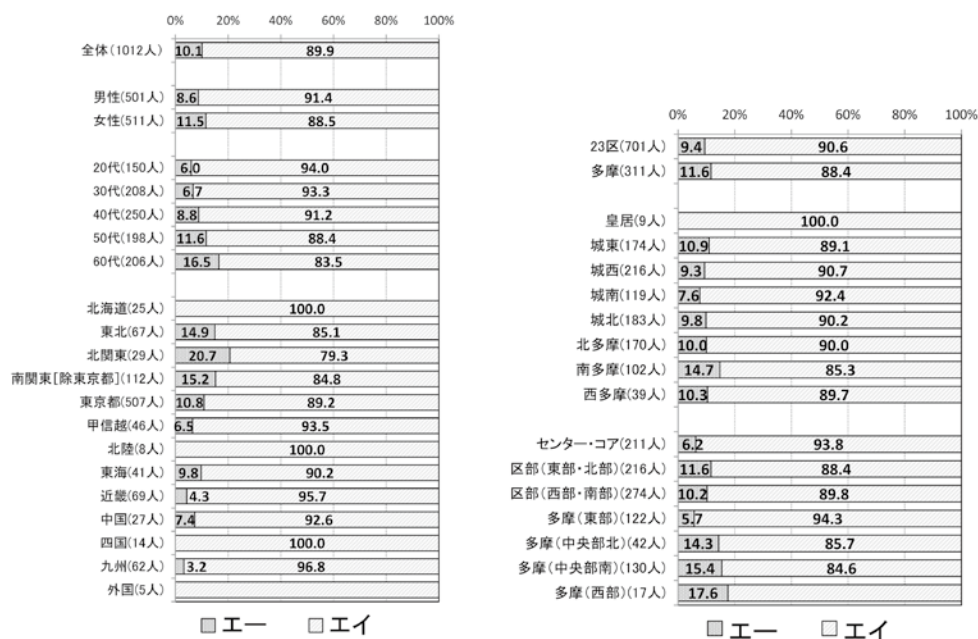 0% 20% 40% 60% 80% 100%
全体(1012人) 10.1 89.9
男性(501人) 8.6 91.4
女性(511人) 11.5 88.5
20代(150人) 6.0 94.0
30代(208人) 6.7 93.3
40代(250人) 8.8 91.2
50代(198人) 11.6 88.4
60代(206人) 16.5 83.5
北海道(25人) 100.0
東北(67人) 14.9 85.1
北関東(29人) 20.7 79.3
南関東[除東京都](112人) 15.2 84.8
東京都(507人) 10.8 89.2
甲信越(46人) 6.5 93.5
北陸(8人) 100.0
東海(41人) 9.8 90.2
近畿(69人) 4.3 95.7
中国(27人) 7.4 92.6
四国(14人) 100.0
九州(62人) 3.2 96.8
外国(5人)
エー エイ
0% 20% 40% 60% 80% 100%
23区(701人) 9.4 90.6
多摩(311人) 11.6 88.4
皇居(9人) 100.0
城東(174人) 10.9 89.1
城西(216人) 9.3 90.7
城南(119人) 7.6 92.4
城北(183人) 9.8 90.2
北多摩(170人) 10.0 90.0
南多摩(102人) 14.7 85.3
西多摩(39人) 10.3 89.7
センター・コア(211人) 6.2 93.8
区部(東部・北部)(216人) 11.6 88.4
区部(西部・南部)(274人) 10.2 89.8
多摩(東部)(122人) 5.7 94.3
多摩(中央部北)(42人) 14.3 85.7
多摩(中央部南)(130人) 15.4 84.6
多摩(西部)(17人) 17.6
エー エイ